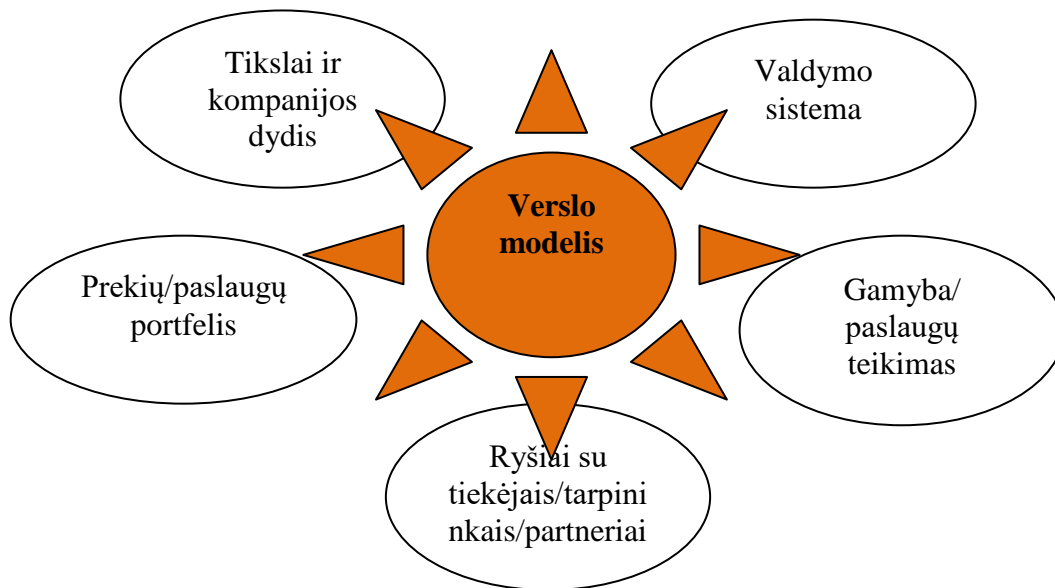 Tikslai ir
kompanijos
dydis
Valdymo
sistema
Verslo
modelis
Prekių/paslaugų
portfelis
Gamyba/
paslaugų
teikimas
Ryšiai su
tiekėjais/tarpini
nkais/partneriai